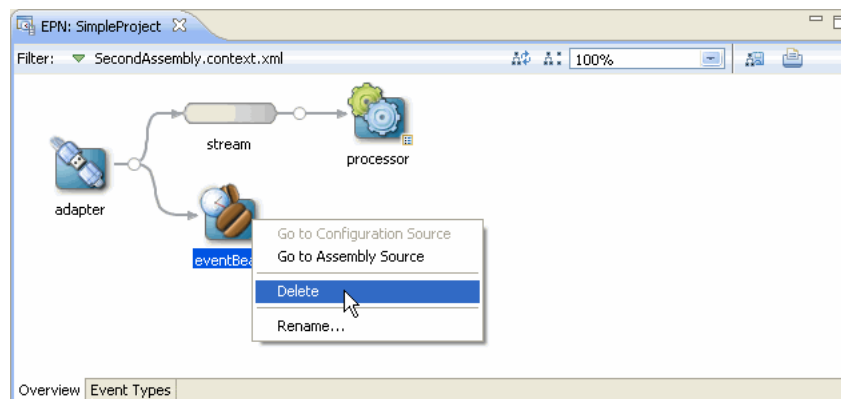 EPN: SimpleProject
Filter: SecondAssembly.context.xml 100%
stream
processor
adapter
Go to Configuration Source
eventBea
Go to Assembly Source
Delete
Rename...
Overview Event Types